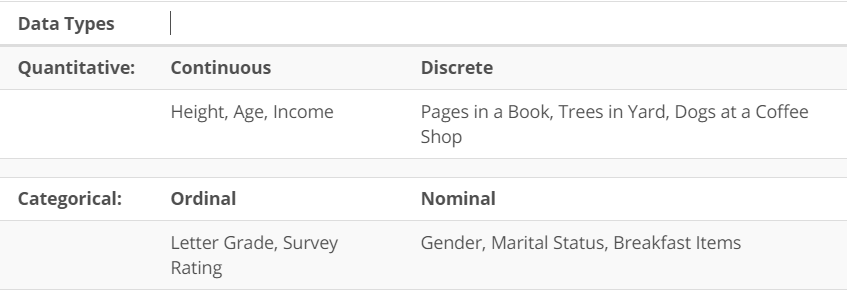 Data Types
Quantitative: Continuous Discrete
Height, Age, Income Pages in a Book, Trees in Yard, Dogs at a Coffee
Shop
Categorical: Ordinal Nominal
Letter Grade, Survey Gender, Marital Status, Breakfast Items
Rating